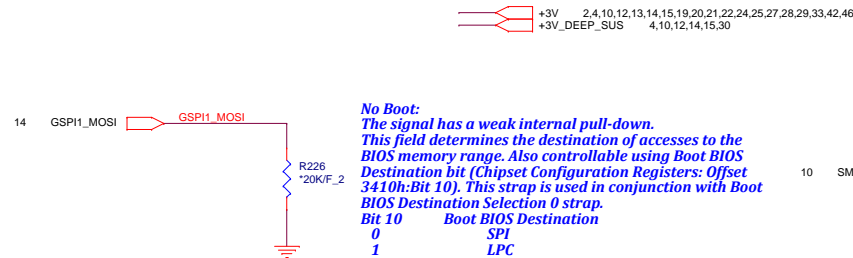 +3V 2,4,10,12,13,14,15,19,20,21,22,24,25,27,28,29,33,42,46
+3V_DEEP_SUS 4,10,12,14,15,30
14 GSPI1_MOSI GSPI1_MOSI
R226
*20K/F_2
No Boot:
The signal has a weak internal pull-down.
This field determines the destination of accesses to the
BIOS memory range. Also controllable using Boot BIOS
Destination bit (Chipset Configuration Registers: Offset
3410h:Bit 10). This strap is used in conjunction with Boot
BIOS Destination Selection 0 strap.
Bit 10 Boot BIOS Destination
0 SPI
1 LPC
10 SM